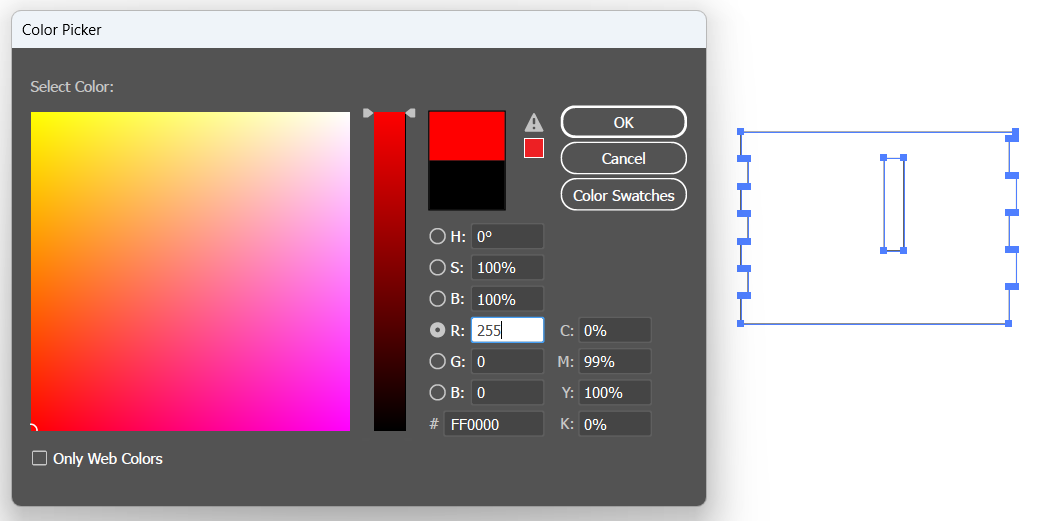 Color Picker
Select Color:
OK
Cancel
Color Swatches
H: 0°
S: 100%
B: 100%
R: 255 C: 0%
G: 0 M: 99%
B: 0 Y: 100%
# FF0000 K: 0%
Only Web Colors